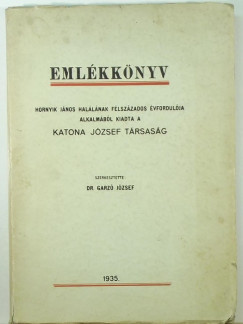 EMLÉKKÖNYV
HORNYIK JÁNOS HALÁLÁNAK FÉLSZÁZADOS ÉVFORDULÓJA
ALKALMÁBÓL KIADTA A
KATONA JÓZSEF TÁRSASÁG
SZERKESZTETTE:
DR. GARZÓ JÓZSEF
1935.